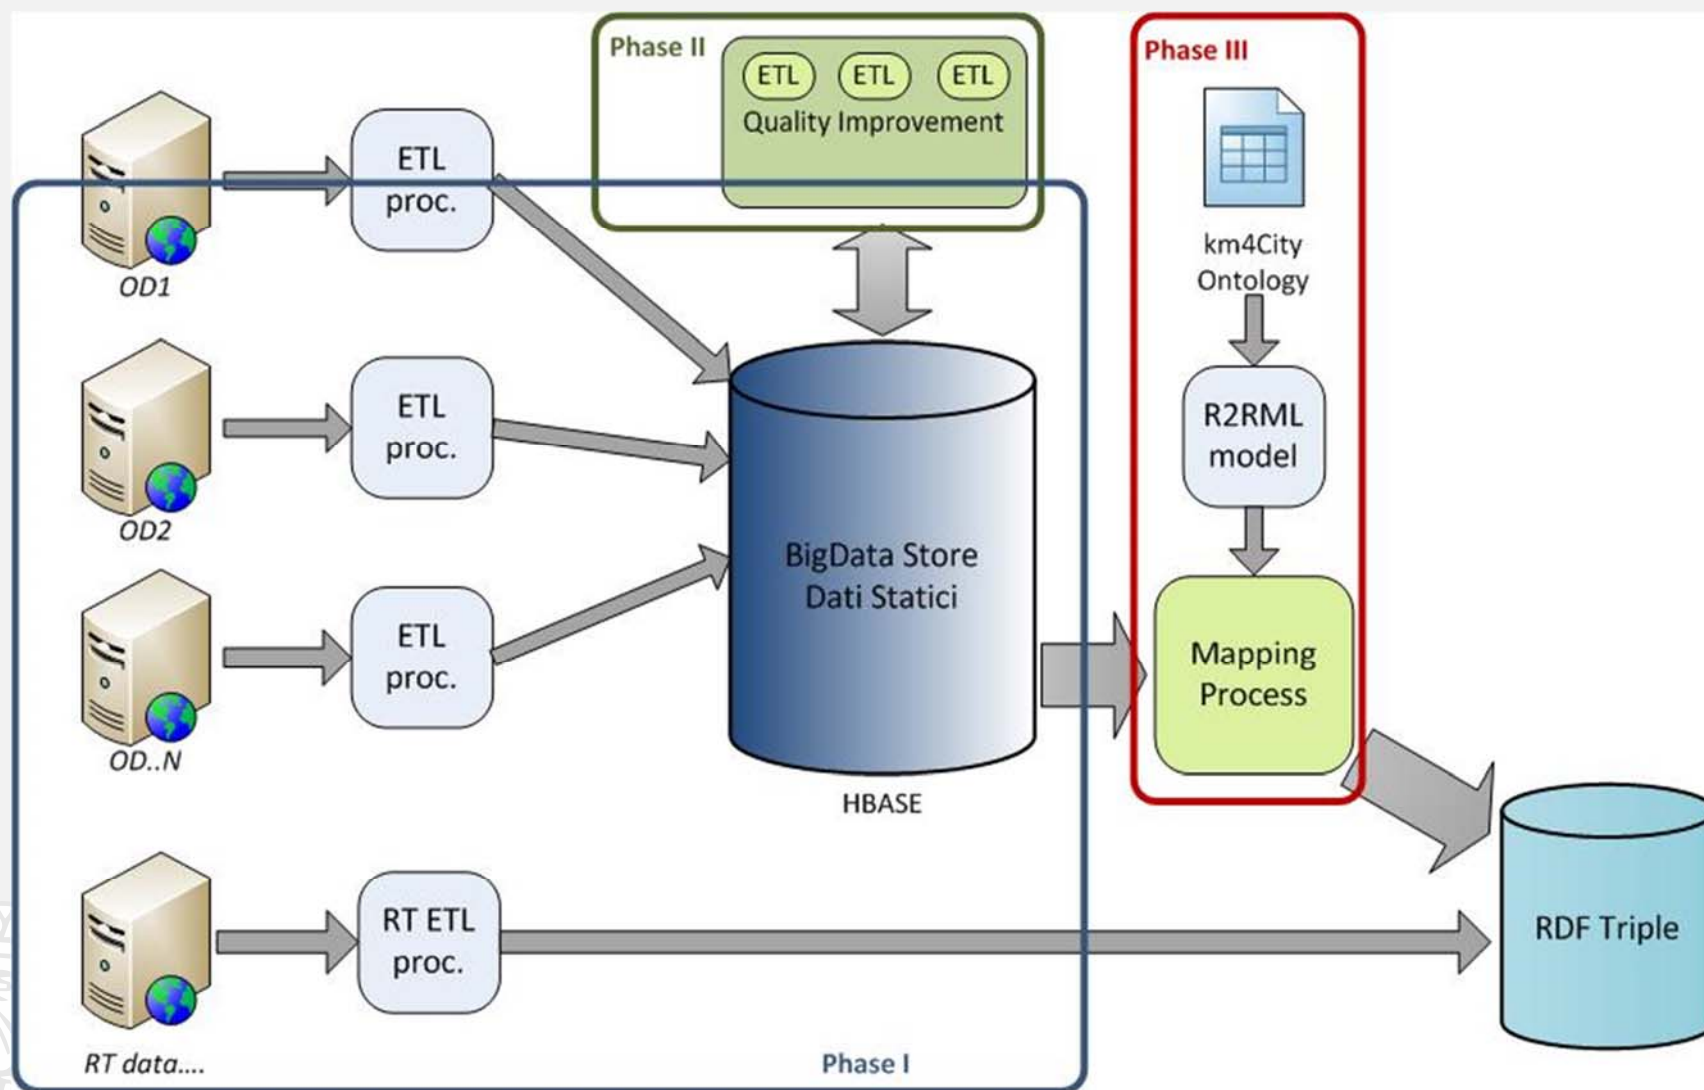 Phase II
ETL ETL ETL
Quality Improvement
Phase III
ETL
proc.
OD1
km4City
Ontology
ETL
proc.
OD2
R2RML
model
BigData Store
Dati Statici
ETL
proc.
OD..N
Mapping
Process
HBASE
RT ETL
proc.
RDF Triple
RT data....
Phase I